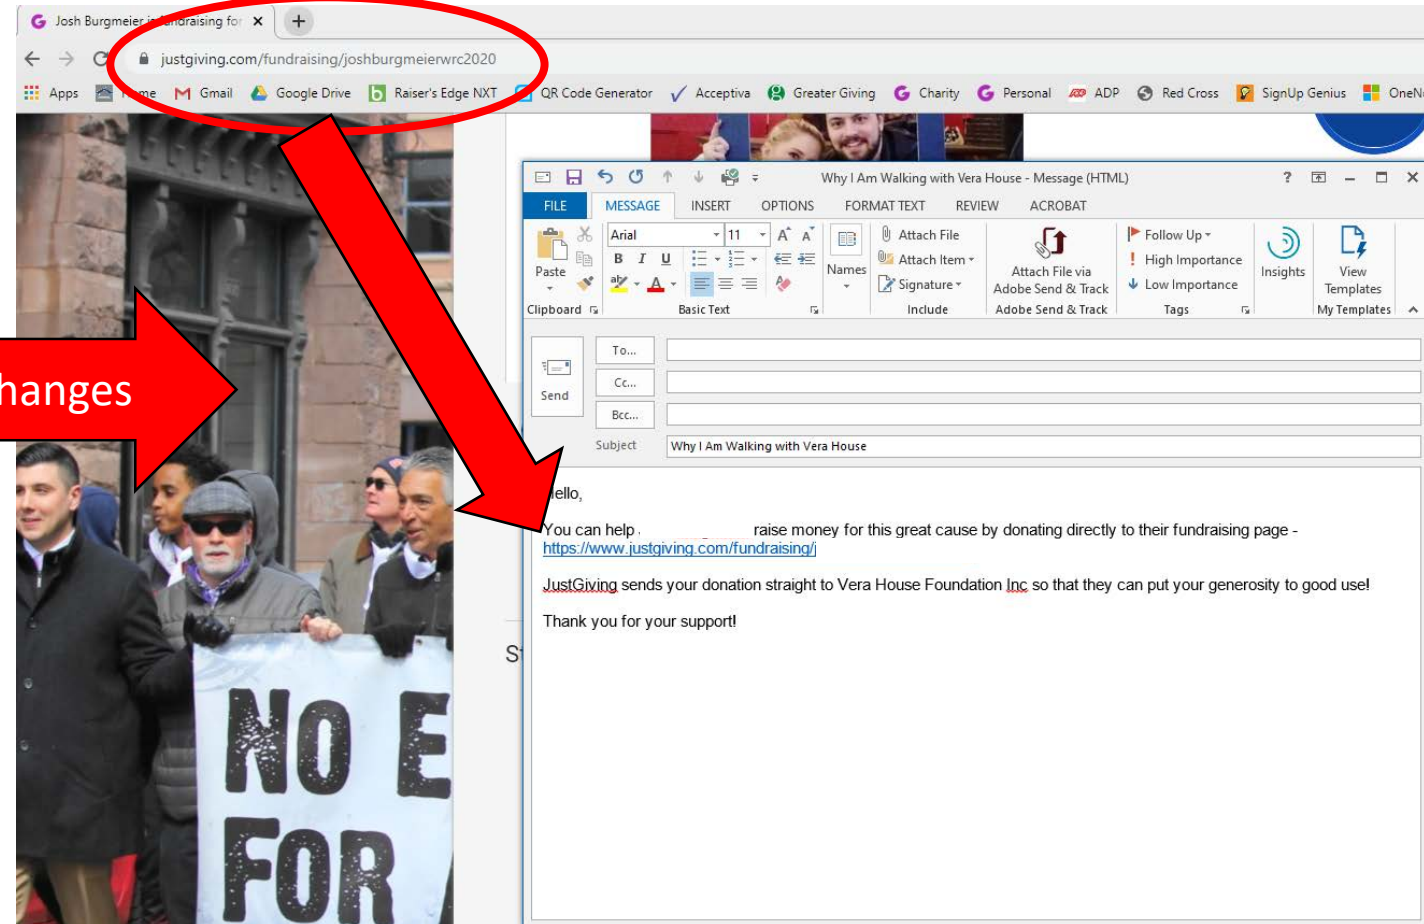 Josh Burgmeier is fundraising for
justgiving.com/fundraising/joshburgmeierwrc2020
Apps Home Gmail Google Drive Raiser's Edge NXT QR Code Generator Acceptiva Greater Giving Charity Personal ADP Red Cross SignUp Genius OneN
Why I Am Walking with Vera House - Message (HTML)
FILE MESSAGE INSERT OPTIONS FORMAT TEXT REVIEW ACROBAT
Arial 11
Attach File
Follow Up
B I U
Attach Item
High Importance
Paste
Names
Signature
Attach File via Adobe Send & Track
Low Importance
Insights
View Templates
Clipboard Basic Text Include Adobe Send & Track Tags My Templates
To...
Cc...
Send
hanges
Bcc...
Subject Why I Am Walking with Vera House
Hello,
You can help raise money for this great cause by donating directly to their fundraising page -
https://www.justgiving.com/fundraising/j
JustGiving sends your donation straight to Vera House Foundation Inc so that they can put your generosity to good use!
Thank you for your support!
St
NO E
FOR